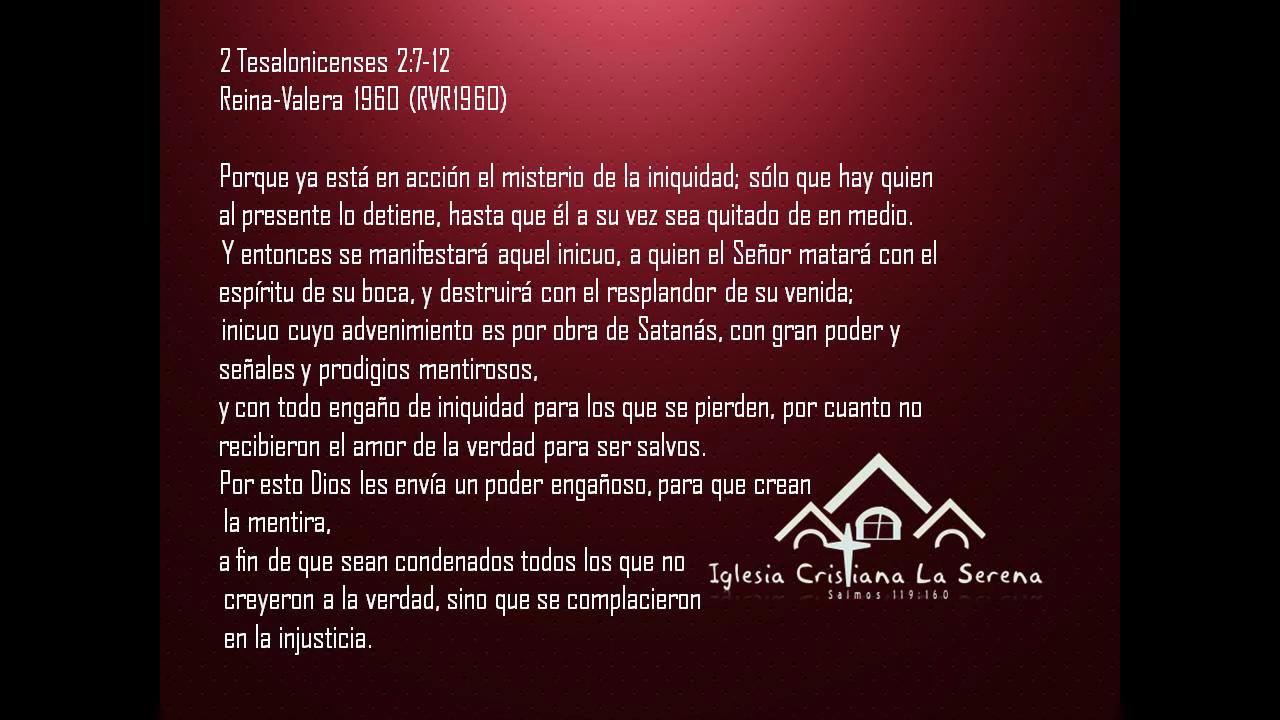 2 Tesalonicenses 2:7-12
Reina-Valera 1960 (RVR1960)
Porque ya está en acción el misterio de la iniquidad; sólo que hay quien
al presente lo detiene, hasta que él a su vez sea quitado de en medio.
Y entonces se manifestará aquel inicuo, a quien el Señor matará con el
espíritu de su boca, y destruirá con el resplandor de su venida;
inicuo cuyo advenimiento es por obra de Satanás, con gran poder y
señales y prodigios mentirosos,
y con todo engaño de iniquidad para los que se pierden, por cuanto no
recibieron el amor de la verdad para ser salvos.
Por esto Dios les envía un poder engañoso, para que crean
la mentira,
a fin de que sean condenados todos los que no
creyeron a la verdad, sino que se complacieron
en la injusticia.
Iglesia Cristiana La Serena
Salmos 119:160